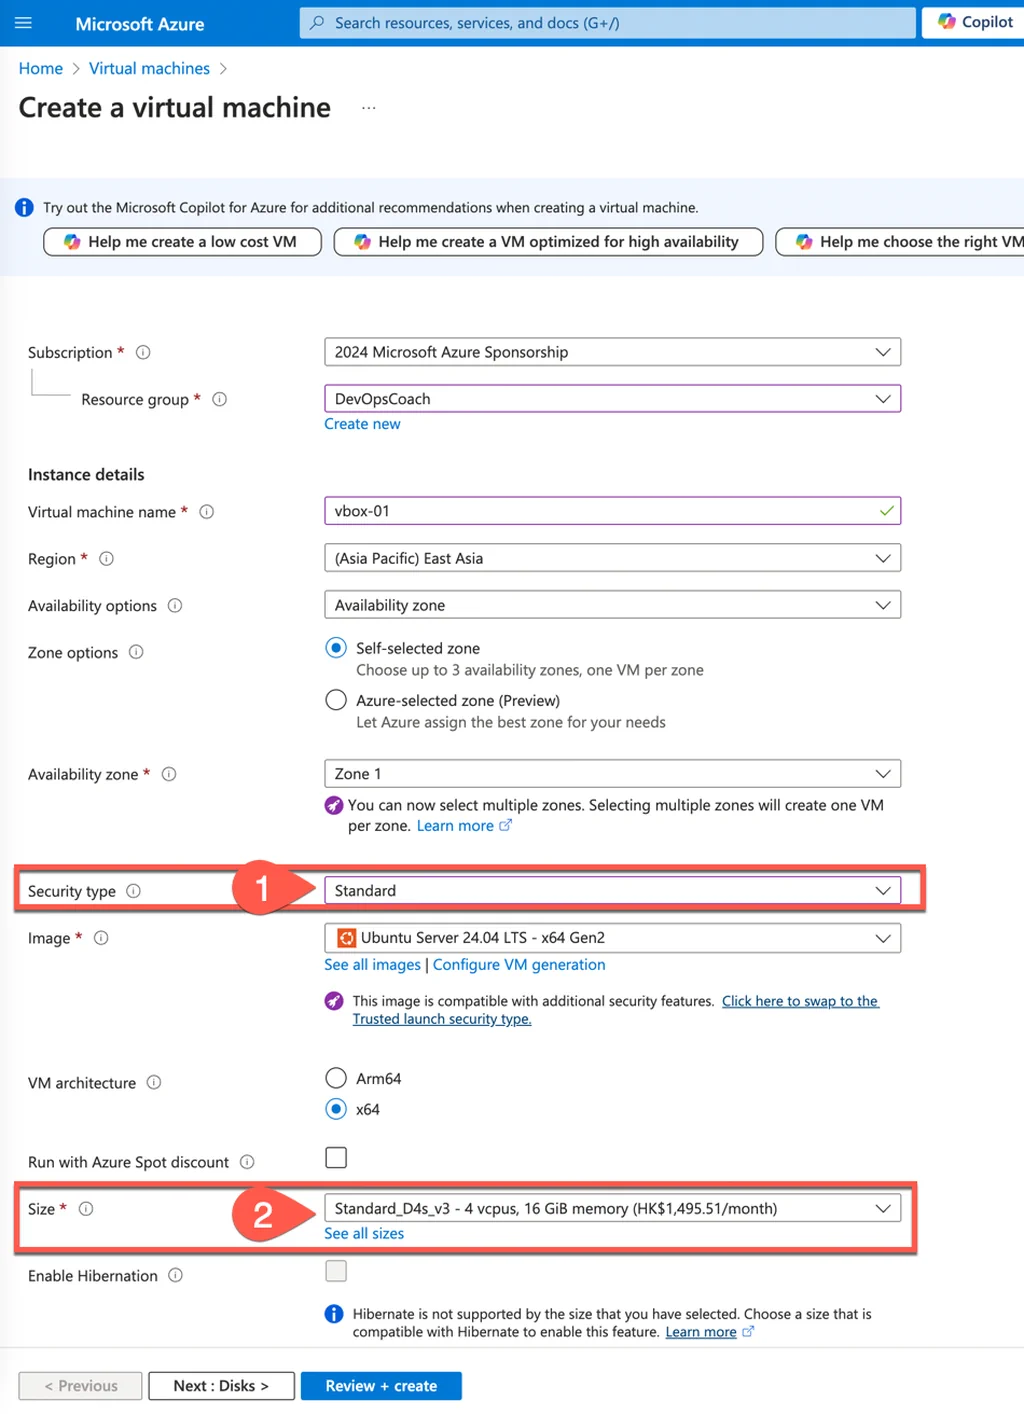 Microsoft Azure
Search resources, services, and docs (G+/)
Copilot
Home > Virtual machines >
Create a virtual machine ...
Try out the Microsoft Copilot for Azure for additional recommendations when creating a virtual machine.
Help me create a low cost VM
Help me create a VM optimized for high availability
Help me choose the right VM
Subscription *
2024 Microsoft Azure Sponsorship
Resource group *
DevOpsCoach
Create new
Instance details
Virtual machine name *
vbox-01
Region *
(Asia Pacific) East Asia
Availability options
Availability zone
Zone options
Self-selected zone
Choose up to 3 availability zones, one VM per zone
Azure-selected zone (Preview)
Let Azure assign the best zone for your needs
Availability zone *
Zone 1
You can now select multiple zones. Selecting multiple zones will create one VM
per zone. Learn more
Security type
1
Standard
Image *
Ubuntu Server 24.04 LTS - x64 Gen2
See all images | Configure VM generation
This image is compatible with additional security features. Click here to swap to the
Trusted launch security type.
VM architecture
Arm64
x64
Run with Azure Spot discount
Size *
2
Standard_D4s_v3 - 4 vcpus, 16 GiB memory (HK$1,495.51/month)
See all sizes
Enable Hibernation
Hibernate is not supported by the size that you have selected. Choose a size that is
compatible with Hibernate to enable this feature. Learn more
< Previous
Next : Disks >
Review + create